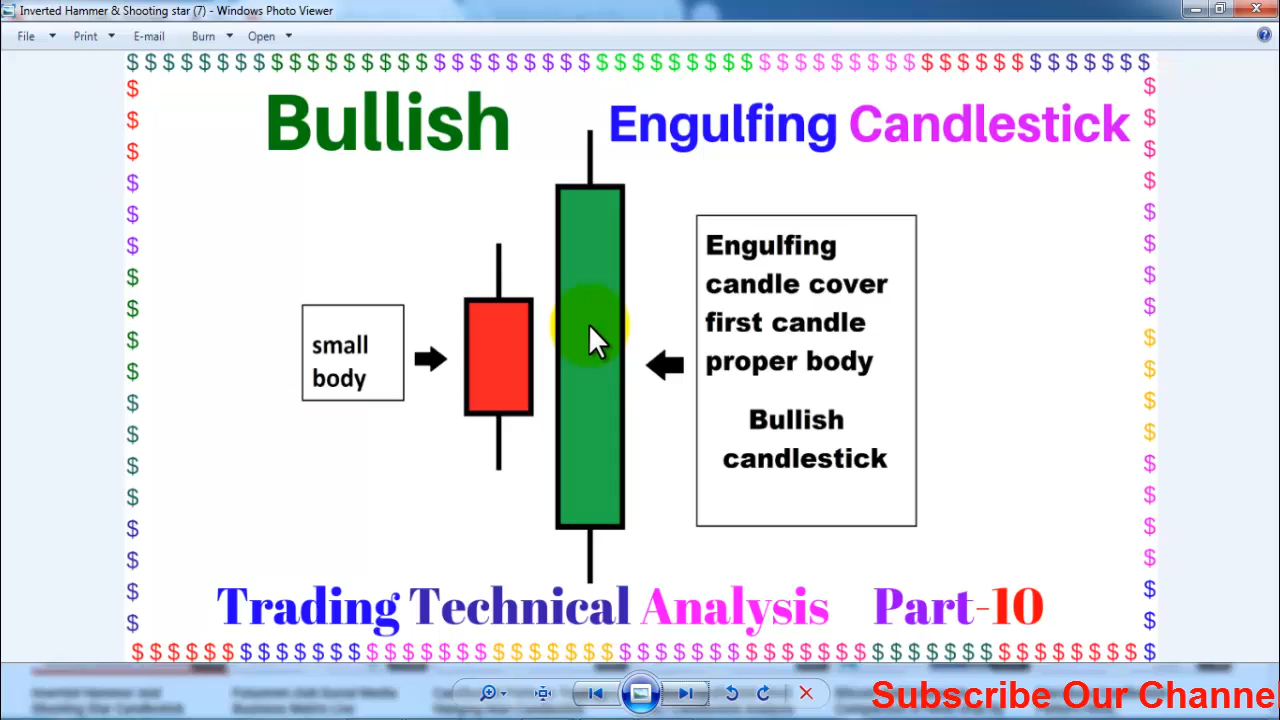 Inverted Hammer & Shooting star (7) - Windows Photo Viewer
File Print E-mail Burn Open
$ $ $ $ $ $ $ $ $ $ $ $ $ $ $ $ $ $ $ $ $ $ $ $ $ $ $ $ $ $ $ $ $ $ $ $ $ $ $ $ $ $ $ $ $ $ $ $ $ $ $ $ $ $ $ $ $
Bullish Engulfing Candlestick
small
body
Engulfing
candle cover
first candle
proper body
Bullish
candlestick
Trading Technical Analysis Part-10
Subscribe Our Channe